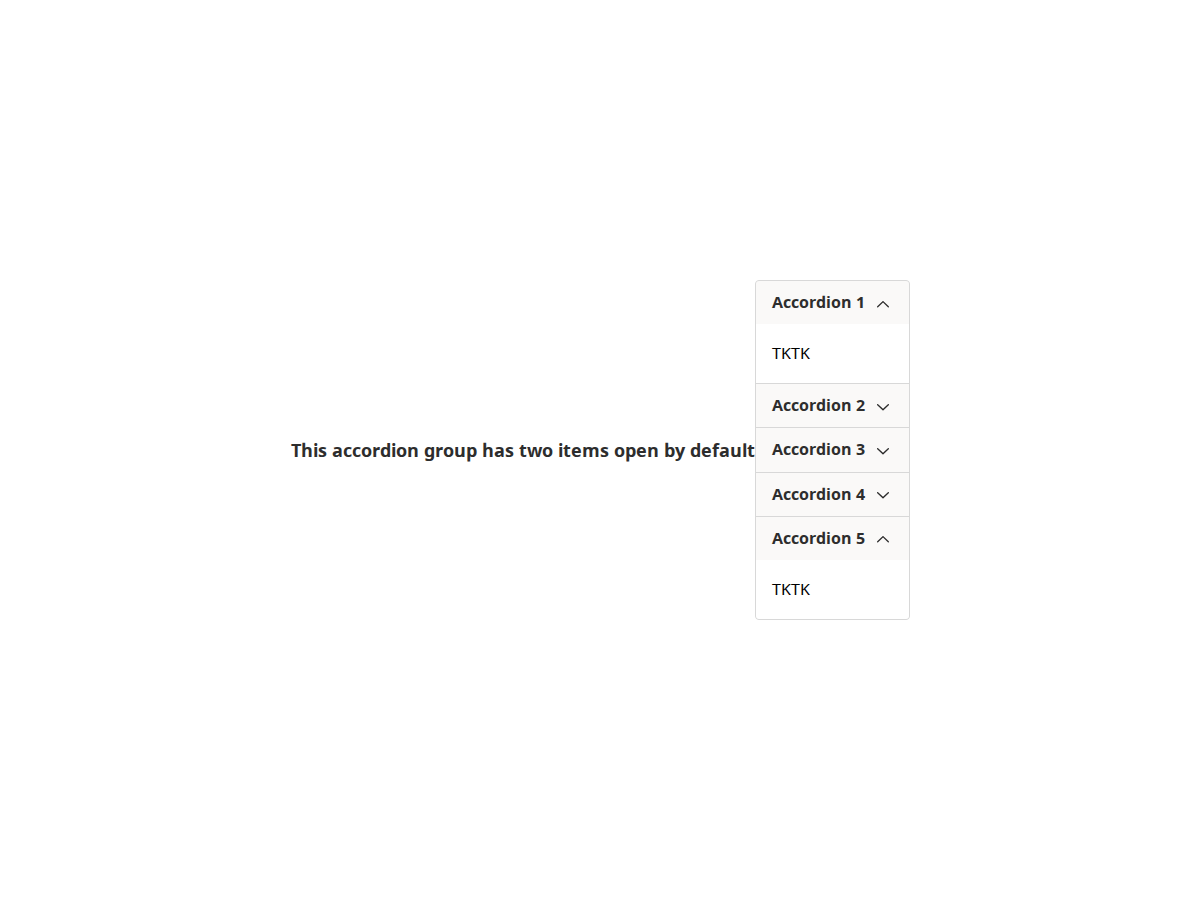 This accordion group has two items open by default
Accordion 1
TKTK
Accordion 2
Accordion 3
Accordion 4
Accordion 5
TKTK